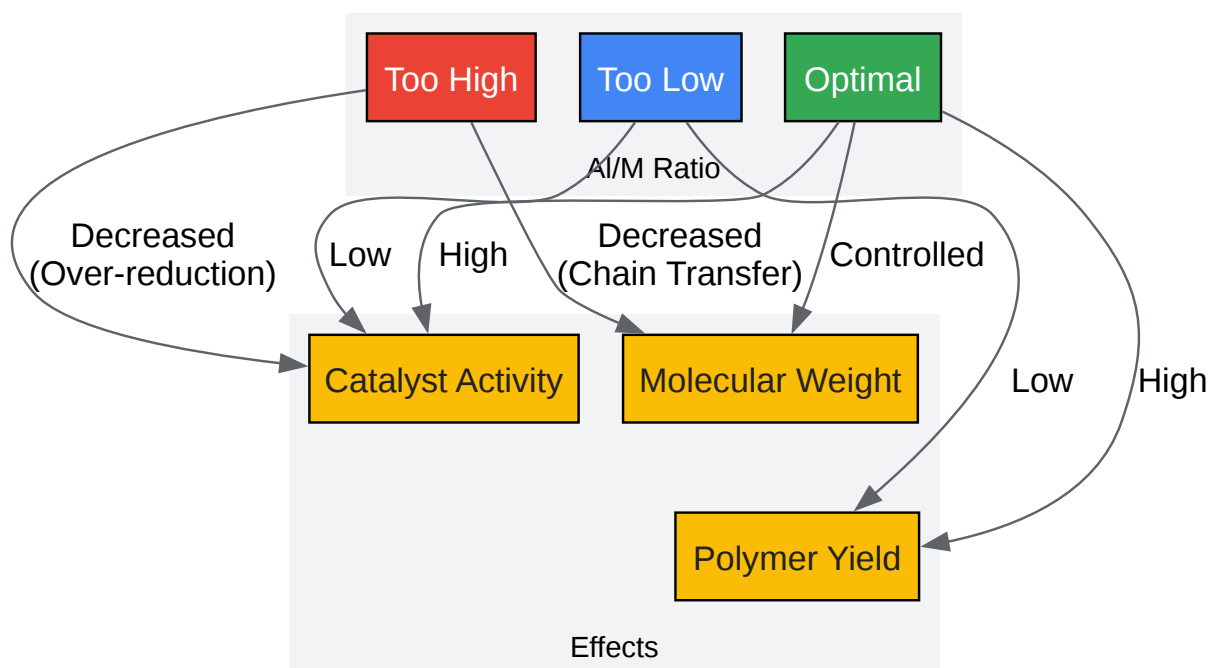 Too High
Too Low
Optimal
Al/M Ratio
Decreased
(Over-reduction)
Low
High
Decreased
(Chain Transfer)
Controlled
Catalyst Activity
Molecular Weight
Low
High
Polymer Yield
Effects